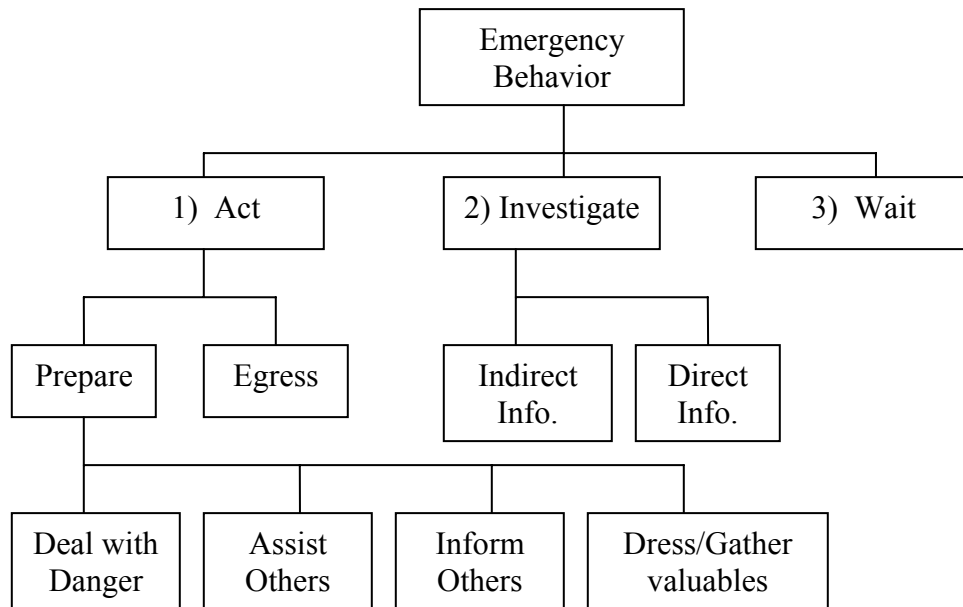 Emergency
Behavior
1) Act
2) Investigate
3) Wait
Prepare
Egress
Indirect
Info.
Direct
Info.
Deal with
Danger
Assist
Others
Inform
Others
Dress/Gather
valuables